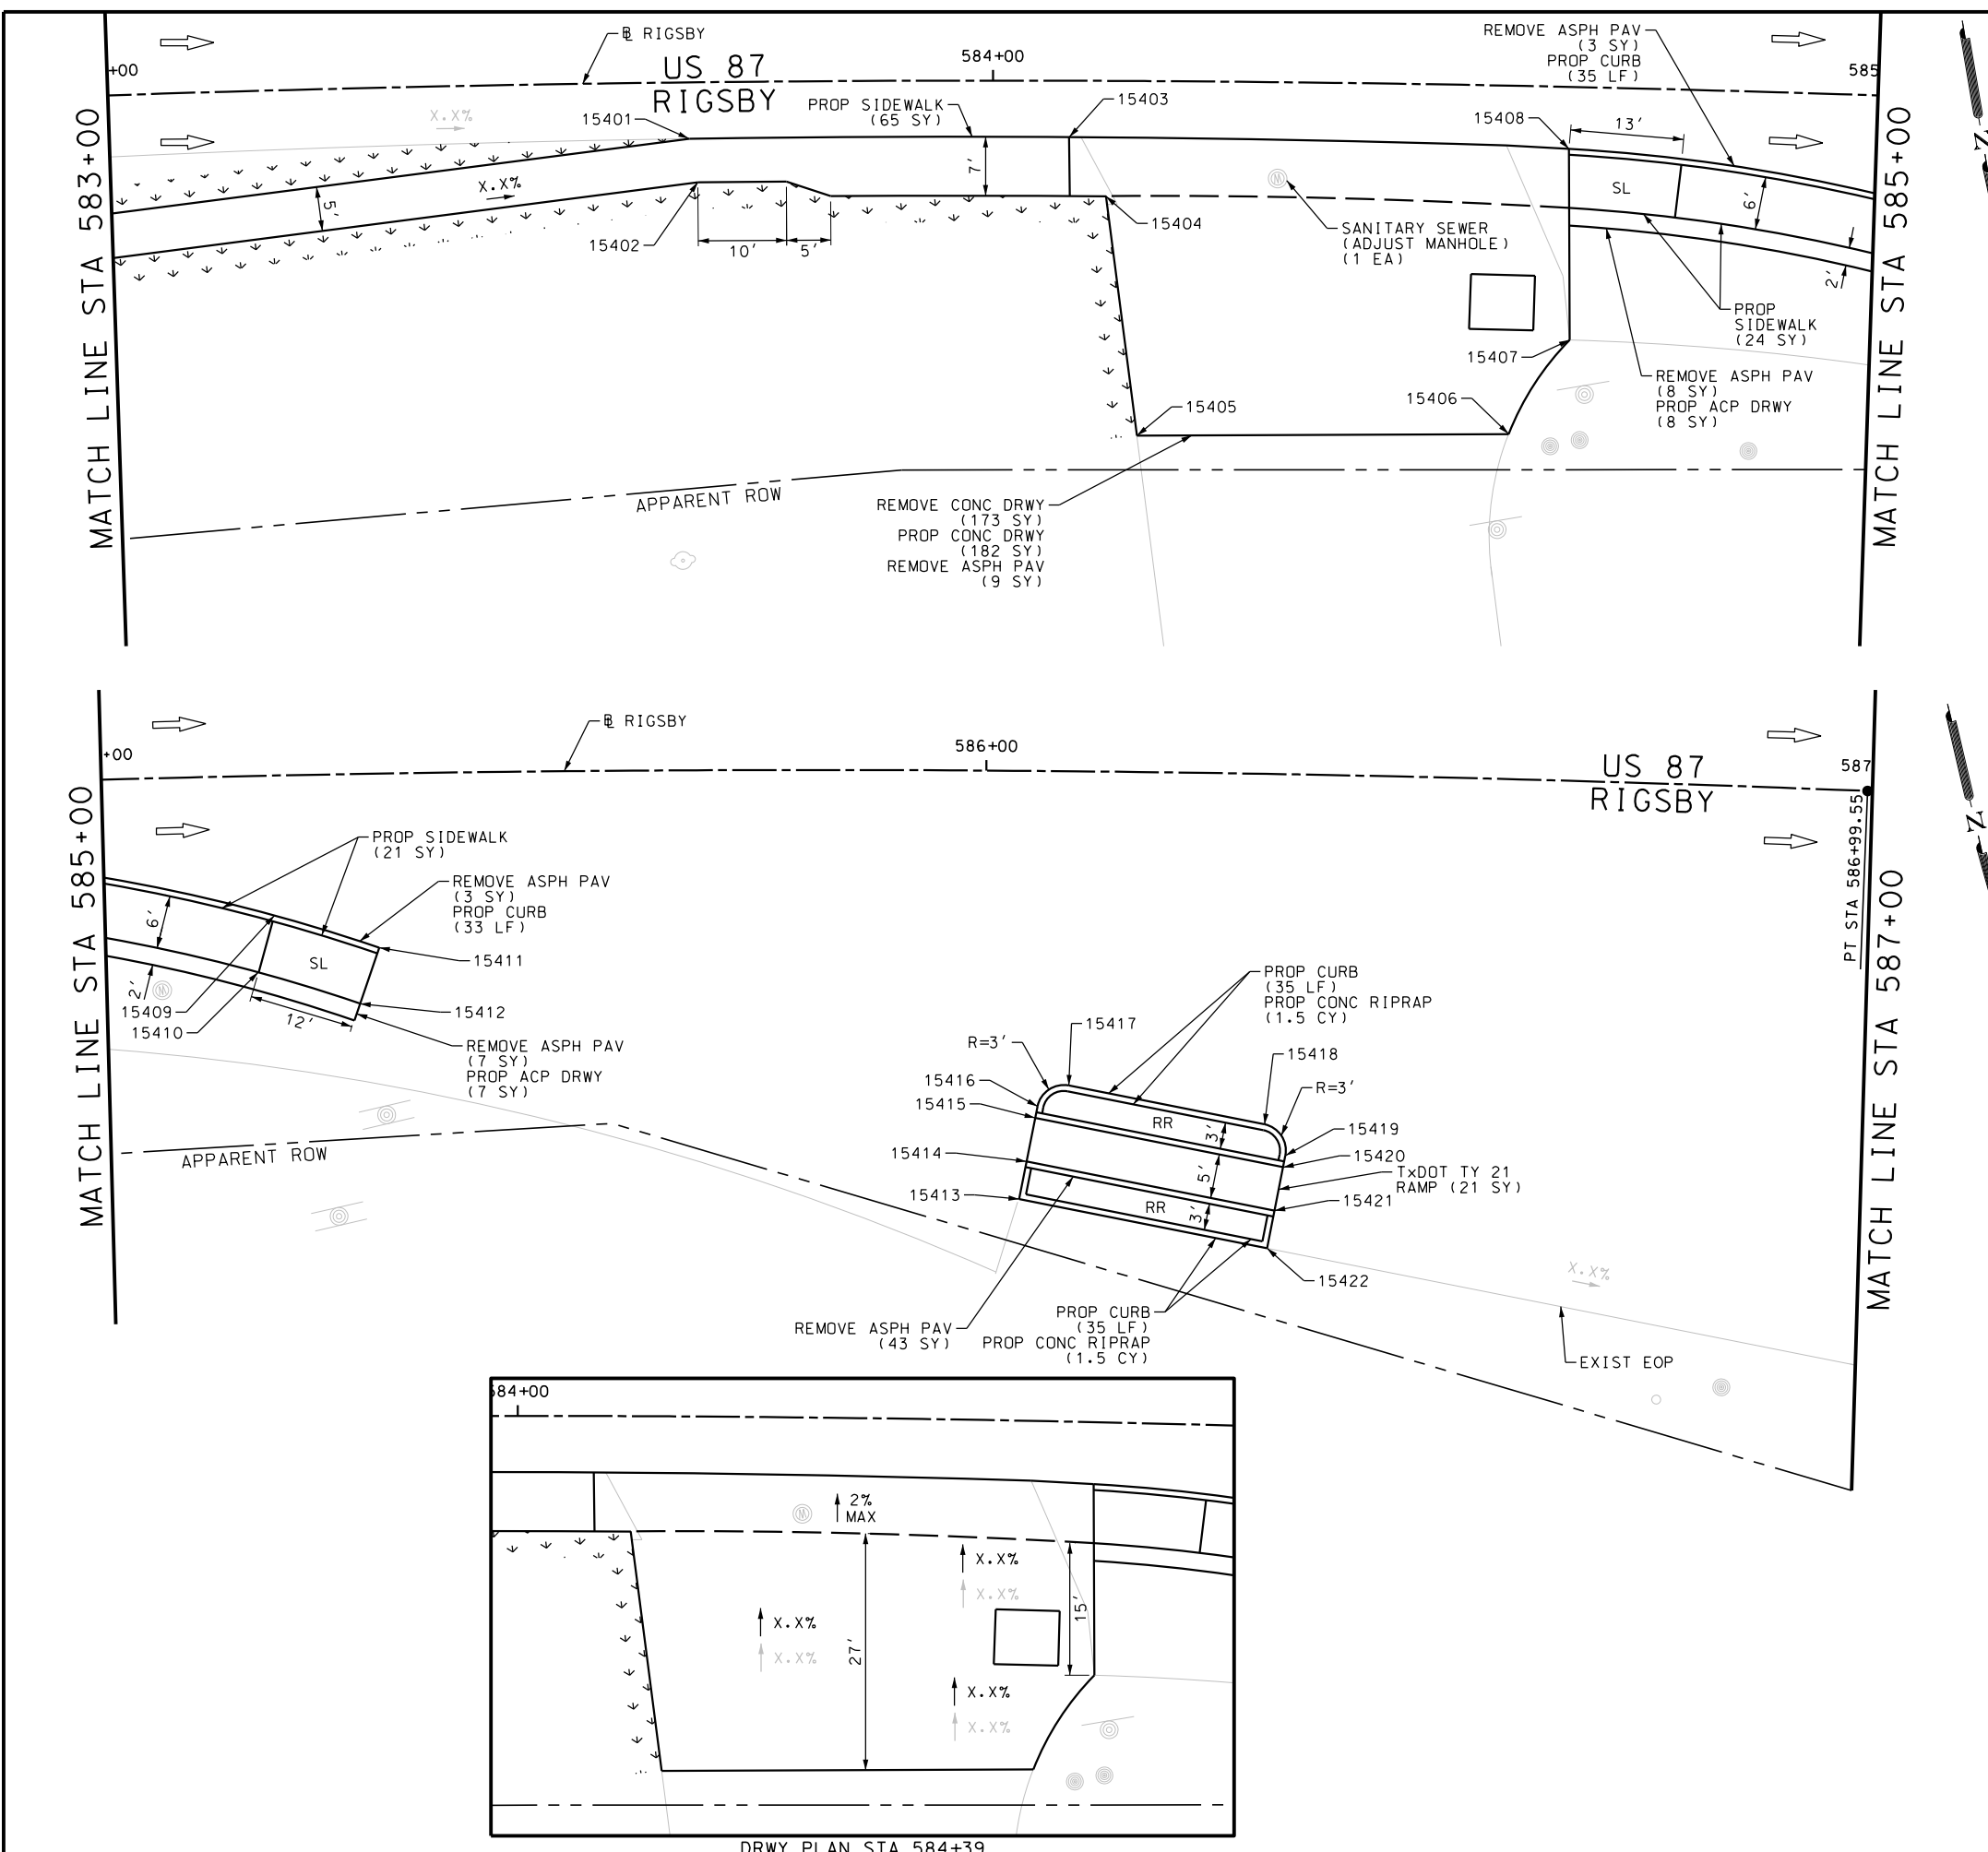 ℄ RIGSBY
584+00
REMOVE ASPH PAV
(3 SY)
PROP CURB
(35 LF)
+00
US 87
RIGSBY
585
PROP SIDEWALK
(65 SY)
15403
X.X%
15401
15408
13'
MATCH LINE STA 583+00
7'
X.X%
SL
6'
5'
15404
SANITARY SEWER
(ADJUST MANHOLE)
(1 EA)
15402
10'
5'
2'
MATCH LINE STA 585+00
N
PROP
SIDEWALK
(24 SY)
15407
REMOVE ASPH PAV
(8 SY)
PROP ACP DRWY
(8 SY)
15405
15406
APPARENT ROW
REMOVE CONC DRWY
(173 SY)
PROP CONC DRWY
(182 SY)
REMOVE ASPH PAV
(9 SY)
℄ RIGSBY
+00
586+00
US 87
RIGSBY
587
PT STA 586+99.55
N
MATCH LINE STA 585+00
PROP SIDEWALK
(21 SY)
REMOVE ASPH PAV
(3 SY)
PROP CURB
(33 LF)
6'
SL
15411
2'
15409
15410
12'
15412
REMOVE ASPH PAV
(7 SY)
PROP ACP DRWY
(7 SY)
PROP CURB
(35 LF)
PROP CONC RIPRAP
(1.5 CY)
15417
R=3'
15418
15416
R=3'
15415
RR
3'
15419
15414
15420
5'
TxDOT TY 21
RAMP (21 SY)
15413
RR
3'
15421
15422
APPARENT ROW
X.X%
PROP CURB
(35 LF)
PROP CONC RIPRAP
(1.5 CY)
REMOVE ASPH PAV
(43 SY)
EXIST EOP
MATCH LINE STA 587+00
84+00
2%
MAX
X.X%
X.X%
X.X%
X.X%
27'
15'
X.X%
X.X%
DRWY PLAN STA 584+39